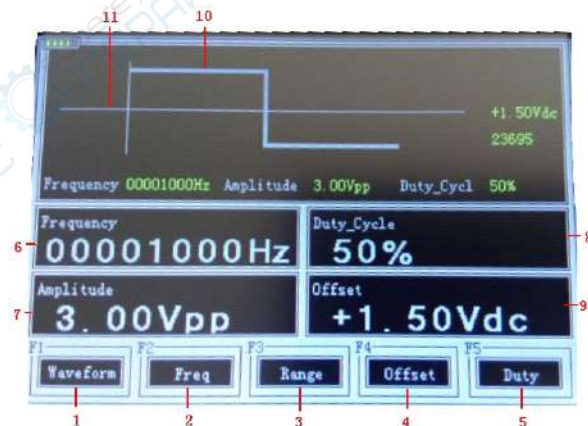 11 10
+1.50Vdc
23695
Frequency 00001000Hz Amplitude 3.00Vpp Duty_Cycl 50%
Frequency
00001000Hz
Duty_Cycle
50%
6
8
Amplitude
3.00Vpp
Offset
+1.50Vdc
7
9
F1 F2 F3 F4 F5
Waveform Freq Range Offset Duty
1 2 3 4 5